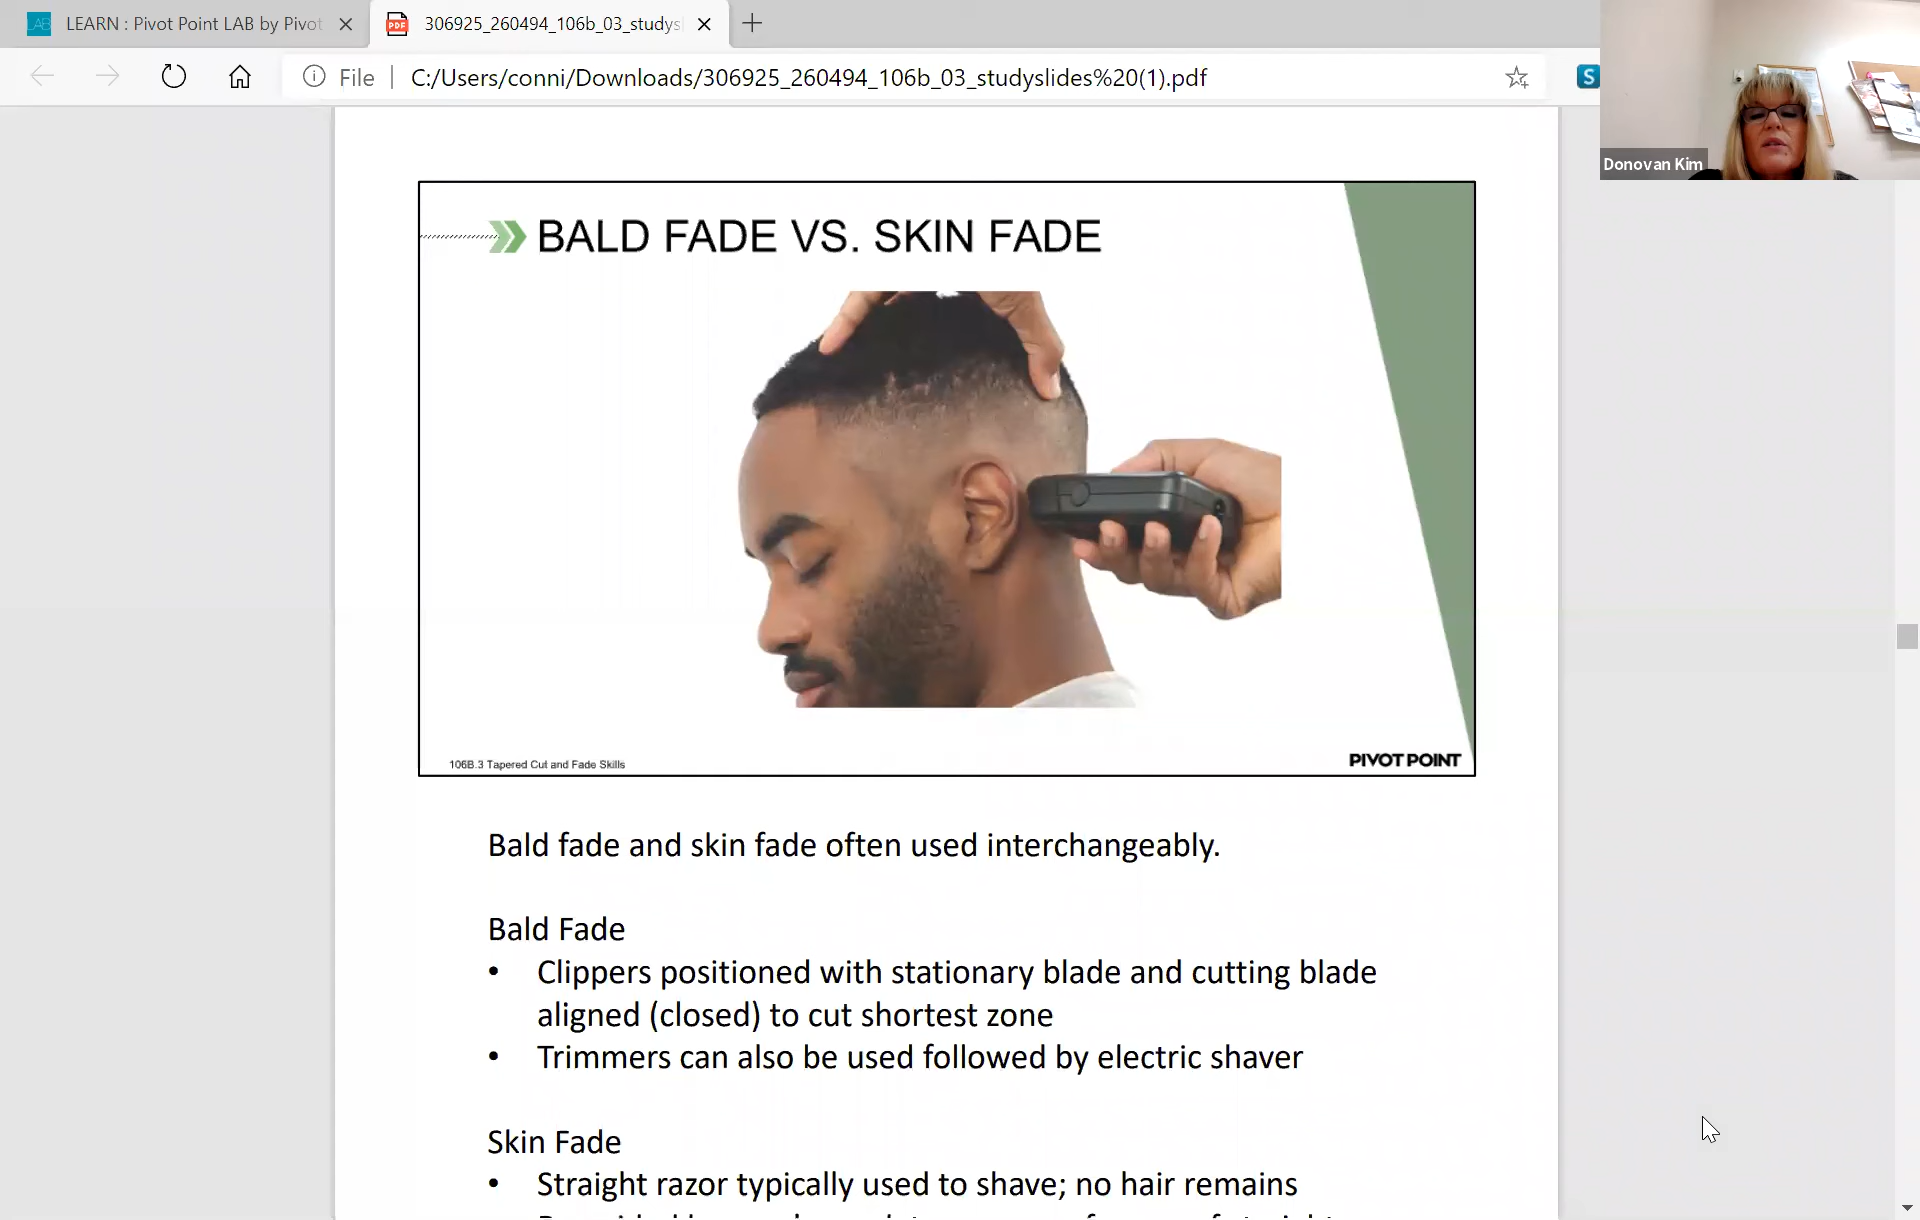 LEARN : Pivot Point LAB by Pivot
306925_260494_106b_03_studys
File
C:/Users/conni/Downloads/306925_260494_106b_03_studyslides%20(1).pdf
Donovan Kim
BALD FADE VS. SKIN FADE
106B.3 Tapered Cut and Fade Skills
PIVOT POINT
Bald fade and skin fade often used interchangeably.
Bald Fade
• Clippers positioned with stationary blade and cutting blade
aligned (closed) to cut shortest zone
• Trimmers can also be used followed by electric shaver
Skin Fade
• Straight razor typically used to shave; no hair remains